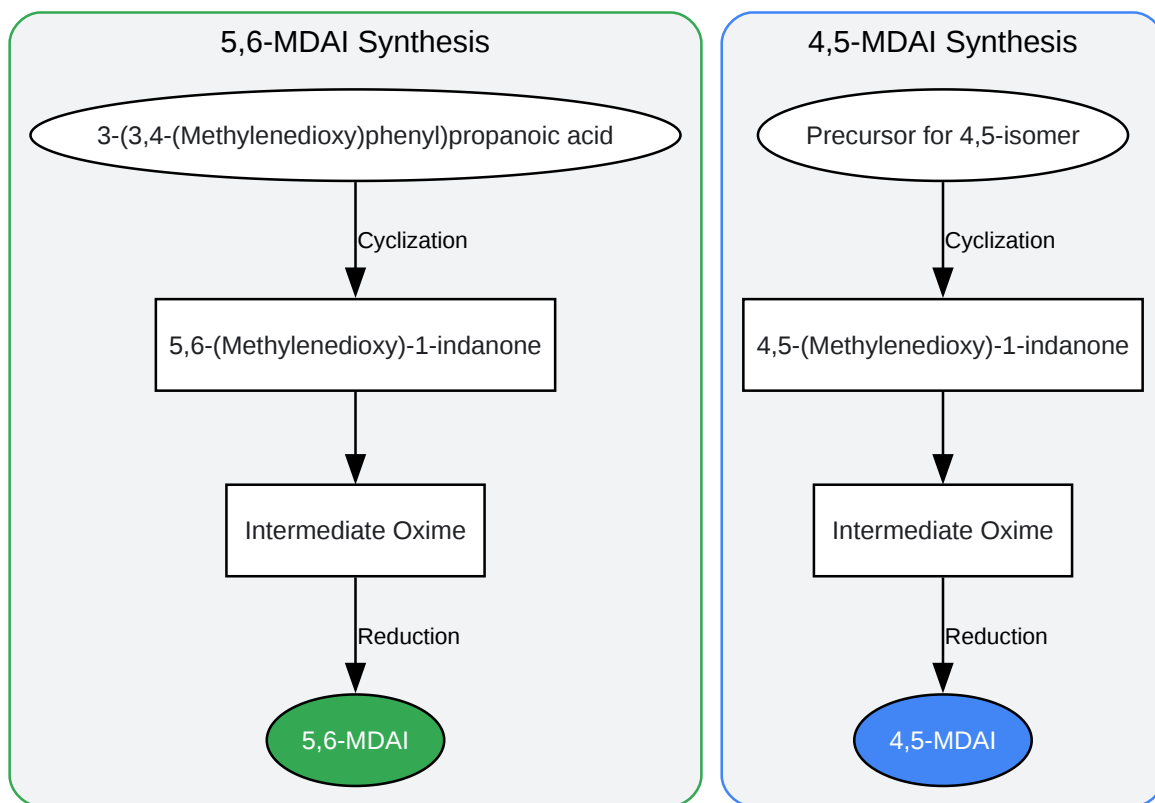 5,6-MDAI Synthesis
3-(3,4-(Methylenedioxy)phenyl)propanoic acid
Cyclization
5,6-(Methylenedioxy)-1-indanone
Intermediate Oxime
Reduction
5,6-MDAI
4,5-MDAI Synthesis
Precursor for 4,5-isomer
Cyclization
4,5-(Methylenedioxy)-1-indanone
Intermediate Oxime
Reduction
4,5-MDAI